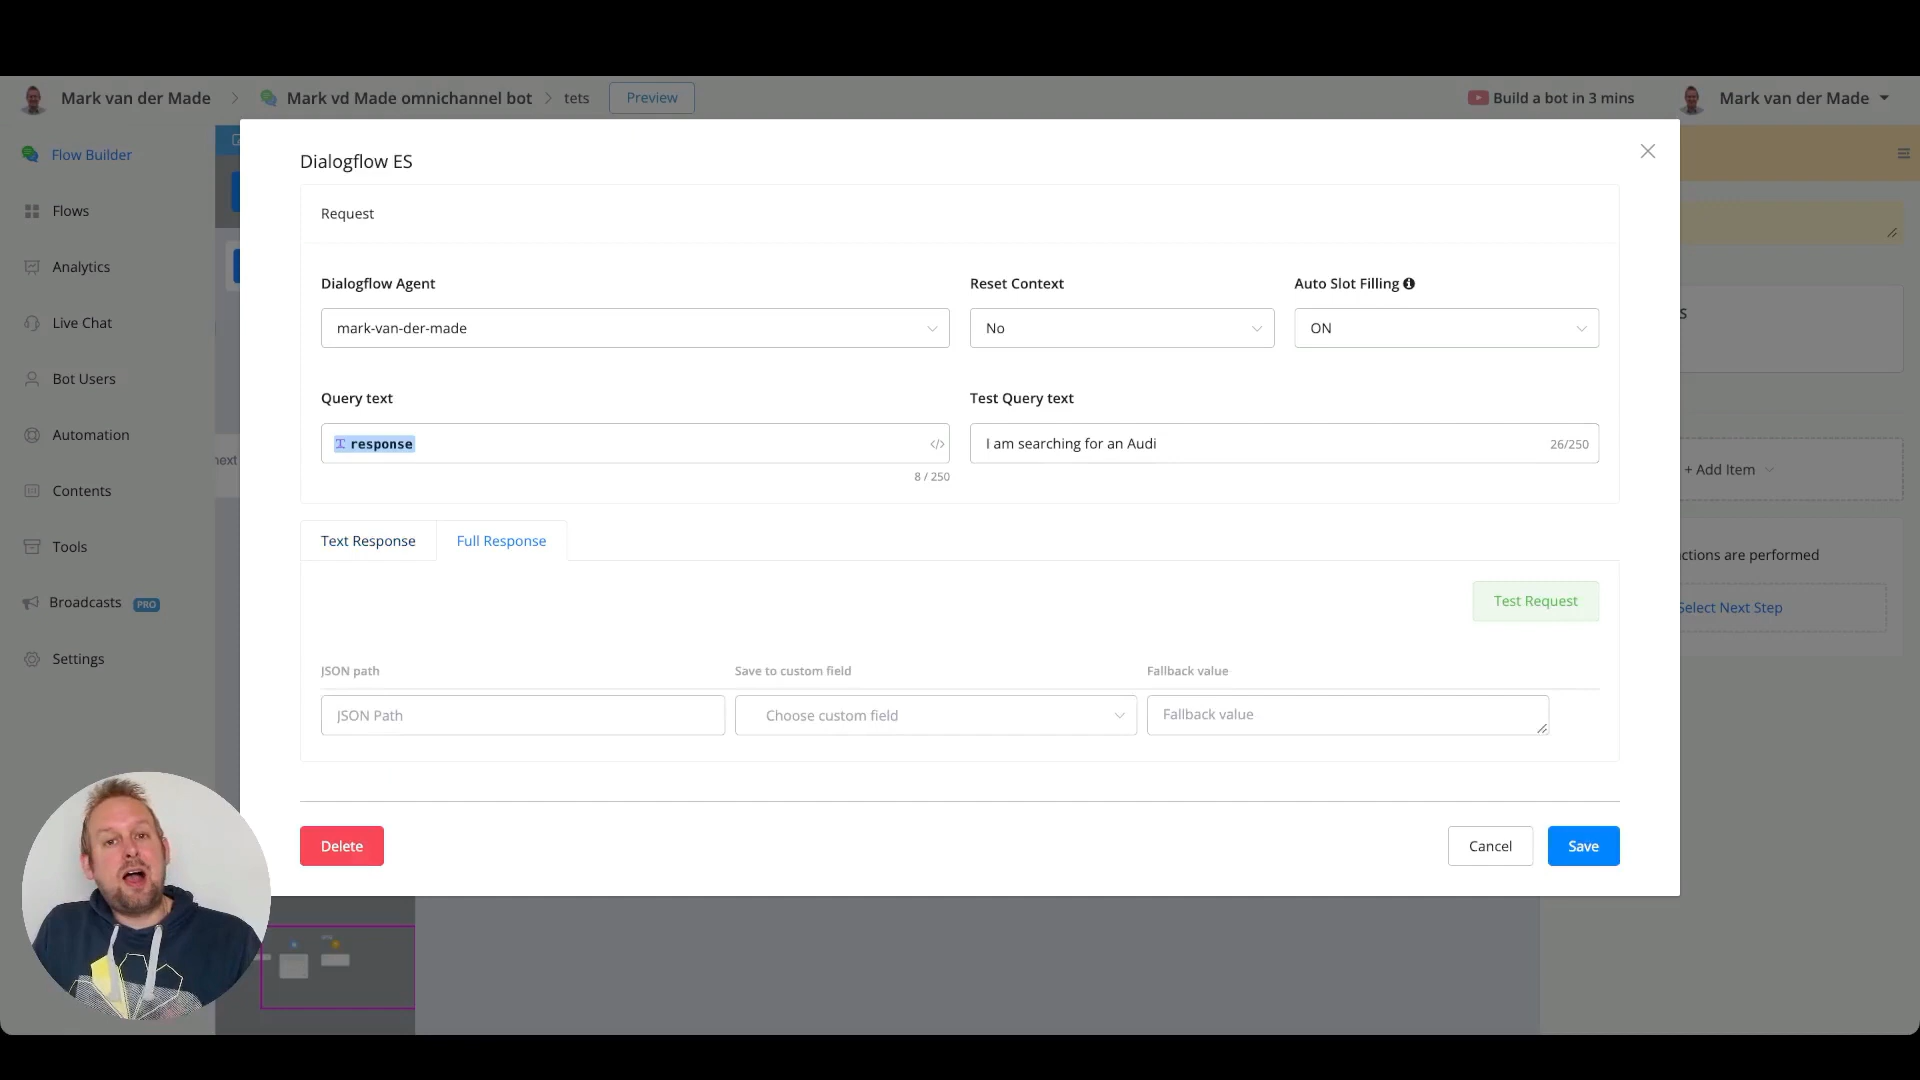 Mark van der Made
Mark vd Made omnichannel bot
tets
Preview
Build a bot in 3 mins
Mark van der Made
Flow Builder
Flows
Analytics
Live Chat
Bot Users
Automation
Contents
Tools
Broadcasts PRO
Settings
next
Dialogflow ES
Request
Dialogflow Agent
Reset Context
Auto Slot Filling
mark-van-der-made
No
ON
Query text
Test Query text
response
</>
I am searching for an Audi
26/250
8 / 250
Text Response
Full Response
Test Request
JSON path
Save to custom field
Fallback value
JSON Path
Choose custom field
Fallback value
Delete
Cancel
Save
S
+ Add Item
ctions are performed
Select Next Step